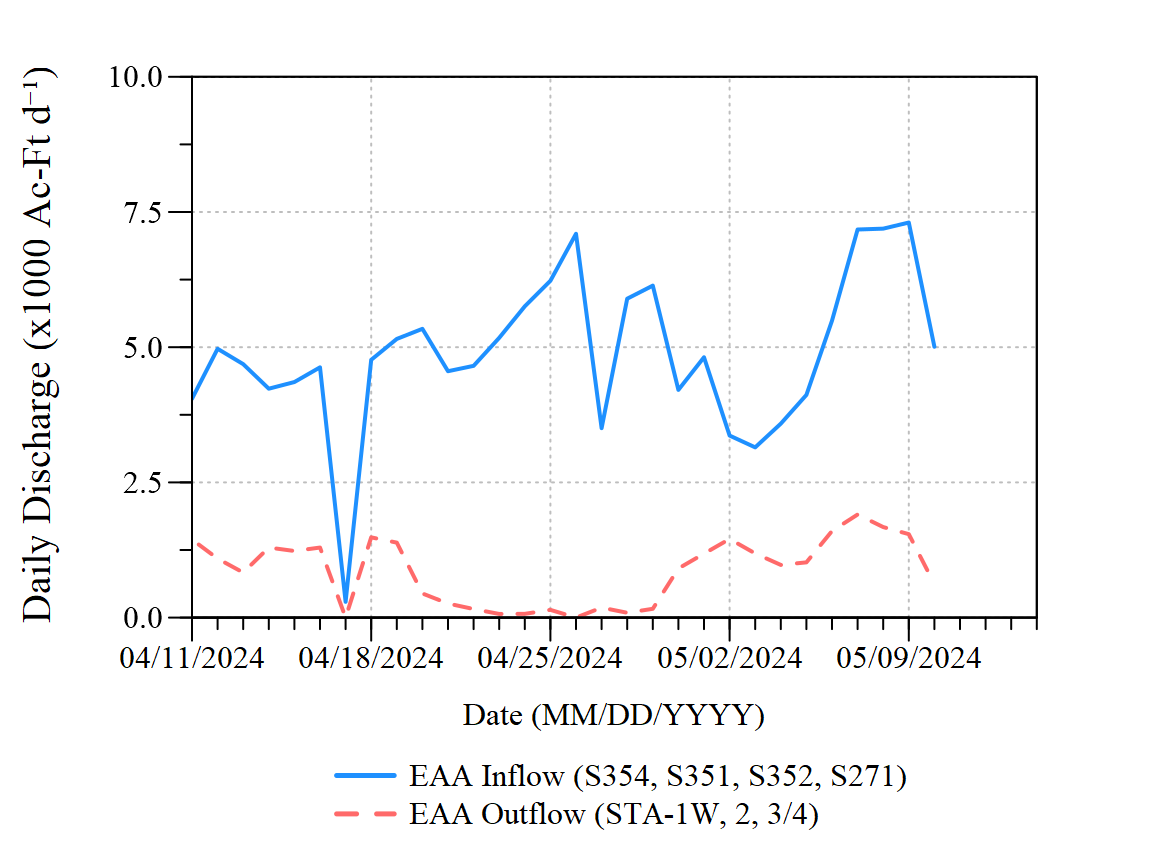 Daily Discharge (x1000 Ac-Ft d⁻¹)
10.0
7.5
5.0
2.5
0.0
04/11/2024 04/18/2024 04/25/2024 05/02/2024 05/09/2024
Date (MM/DD/YYYY)
EAA Inflow (S354, S351, S352, S271)
EAA Outflow (STA-1W, 2, 3/4)